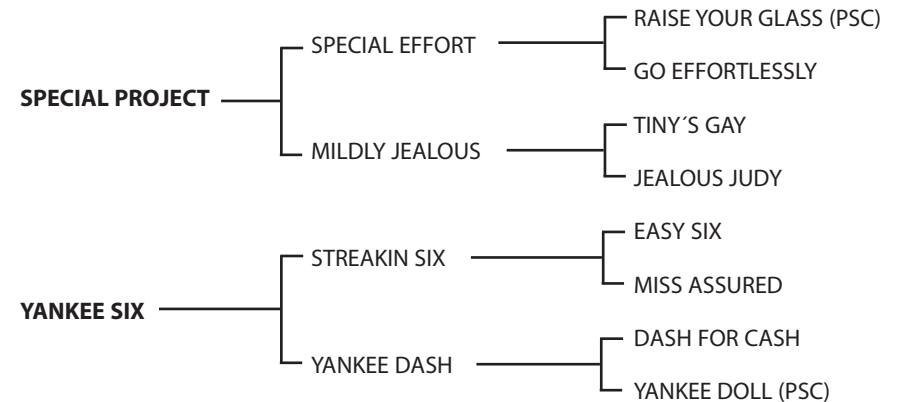 RAISE YOUR GLASS (PSC)
SPECIAL EFFORT
GO EFFORTLESSLY
SPECIAL PROJECT
TINY´S GAY
MILDLY JEALOUS
JEALOUS JUDY
EASY SIX
STREAKIN SIX
MISS ASSURED
YANKEE SIX
DASH FOR CASH
YANKEE DASH
YANKEE DOLL (PSC)